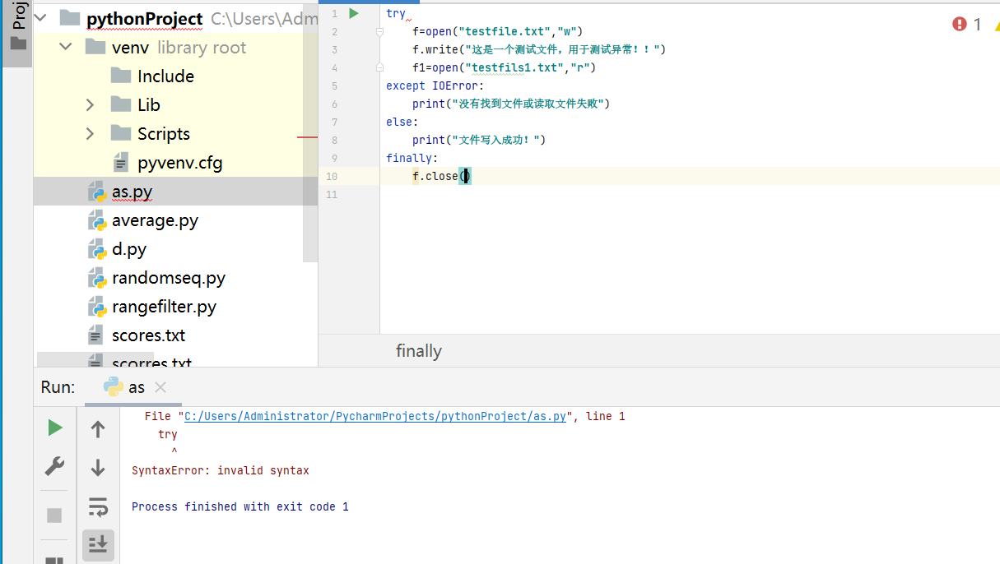 Proj
pythonProject C:\Users\Adm
venv library root
Include
Lib
Scripts
pyvenv.cfg
as.py
average.py
d.py
randomseq.py
rangefilter.py
scores.txt
scorres.txt
1 try
2 f=open("testfile.txt","w")
3 f.write("这是一个测试文件，用于测试异常！！")
4 f1=open("testfils1.txt","r")
5 except IOError:
6 print("没有找到文件或读取文件失败")
7 else:
8 print("文件写入成功！")
9 finally:
10 f.close()
11
1
finally
Run: as
File "C:/Users/Administrator/PycharmProjects/pythonProject/as.py", line 1
try
^
SyntaxError: invalid syntax
Process finished with exit code 1